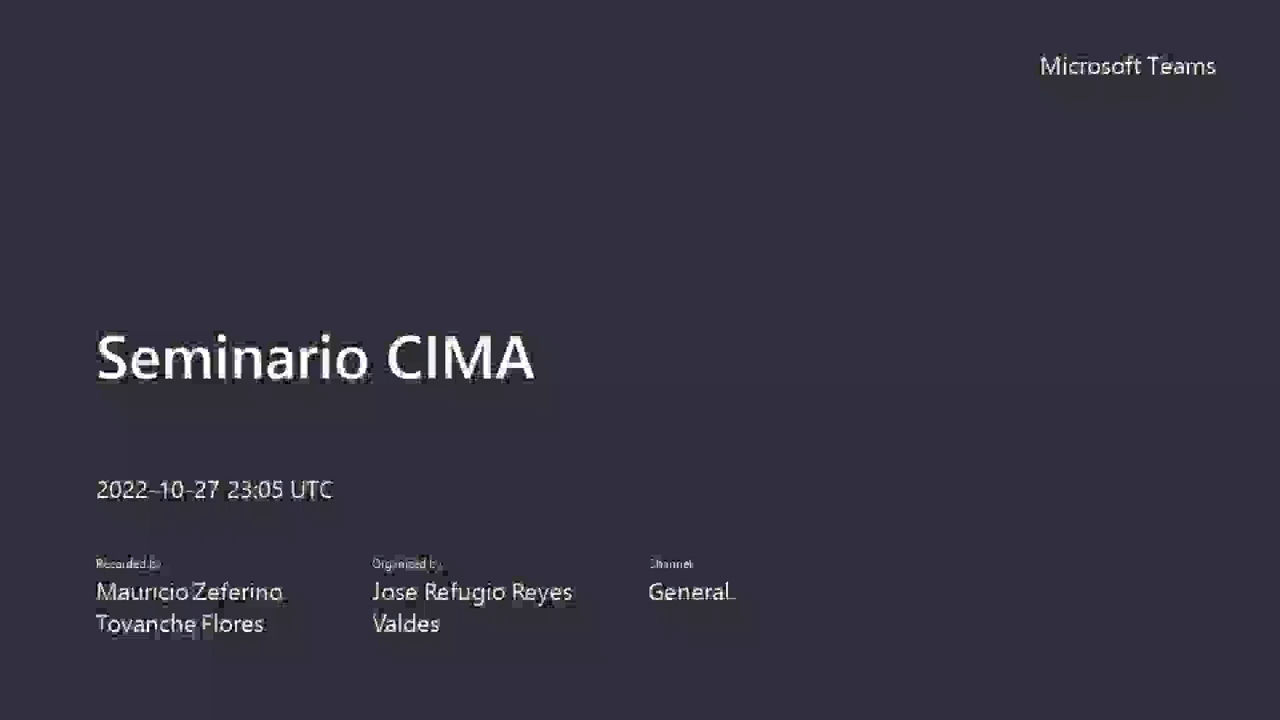 Microsoft Teams
Seminario CIMA
2022-10-27 23:05 UTC
Recorded by
Organized by
Channel
Mauricio Zeferino
Jose Refugio Reyes
General
Tovanche Flores
Valdes